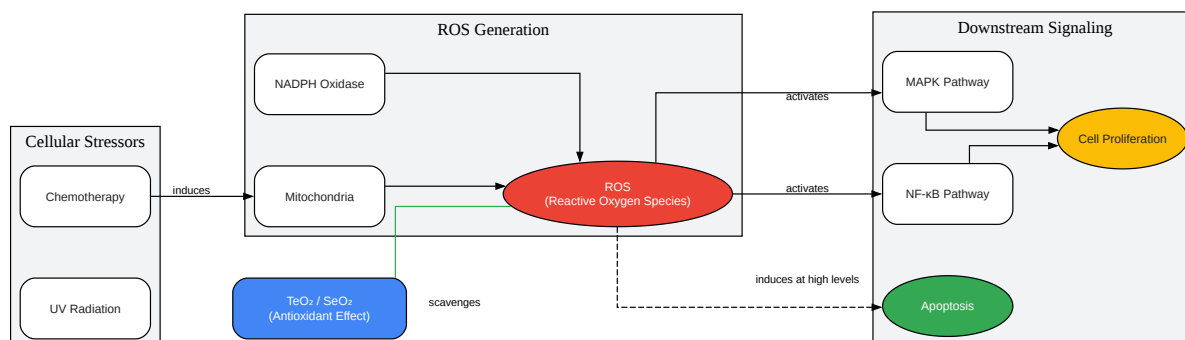 Cellular Stressors
Chemotherapy
UV Radiation
induces
ROS Generation
NADPH Oxidase
Mitochondria
ROS
(Reactive Oxygen Species)
TeO₂ / SeO₂
(Antioxidant Effect)
scavenges
activates
activates
induces at high levels
Downstream Signaling
MAPK Pathway
NF-κB Pathway
Cell Proliferation
Apoptosis